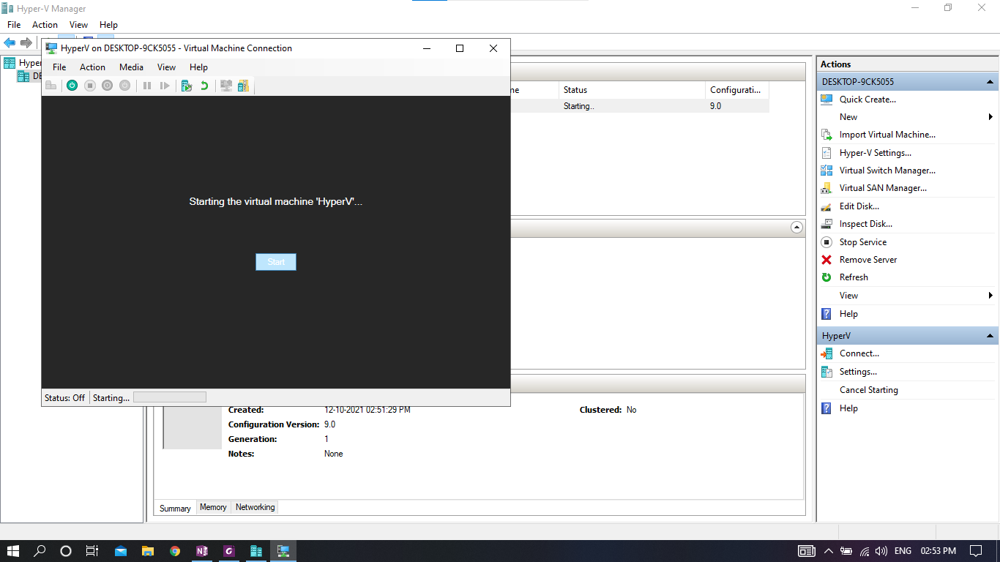 Hyper-V Manager
File Action View Help
Hyper
DE
HyperV on DESKTOP-9CK5055 - Virtual Machine Connection
File Action Media View Help
Starting the virtual machine 'HyperV'...
Start
Status: Off Starting...
me Status Configurati...
Starting.. 9.0
Created: 12-10-2021 02:51:29 PM Clustered: No
Configuration Version: 9.0
Generation: 1
Notes: None
Summary Memory Networking
Actions
DESKTOP-9CK5055
Quick Create...
New
Import Virtual Machine...
Hyper-V Settings...
Virtual Switch Manager...
Virtual SAN Manager...
Edit Disk...
Inspect Disk...
Stop Service
Remove Server
Refresh
View
Help
HyperV
Connect...
Settings...
Cancel Starting
Help
ENG 02:53 PM